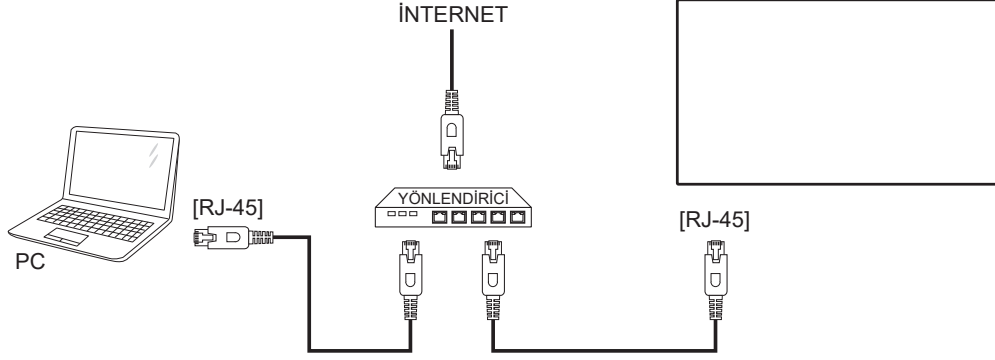 İNTERNET
YÖNLENDİRİCİ
[RJ-45]
[RJ-45]
PC